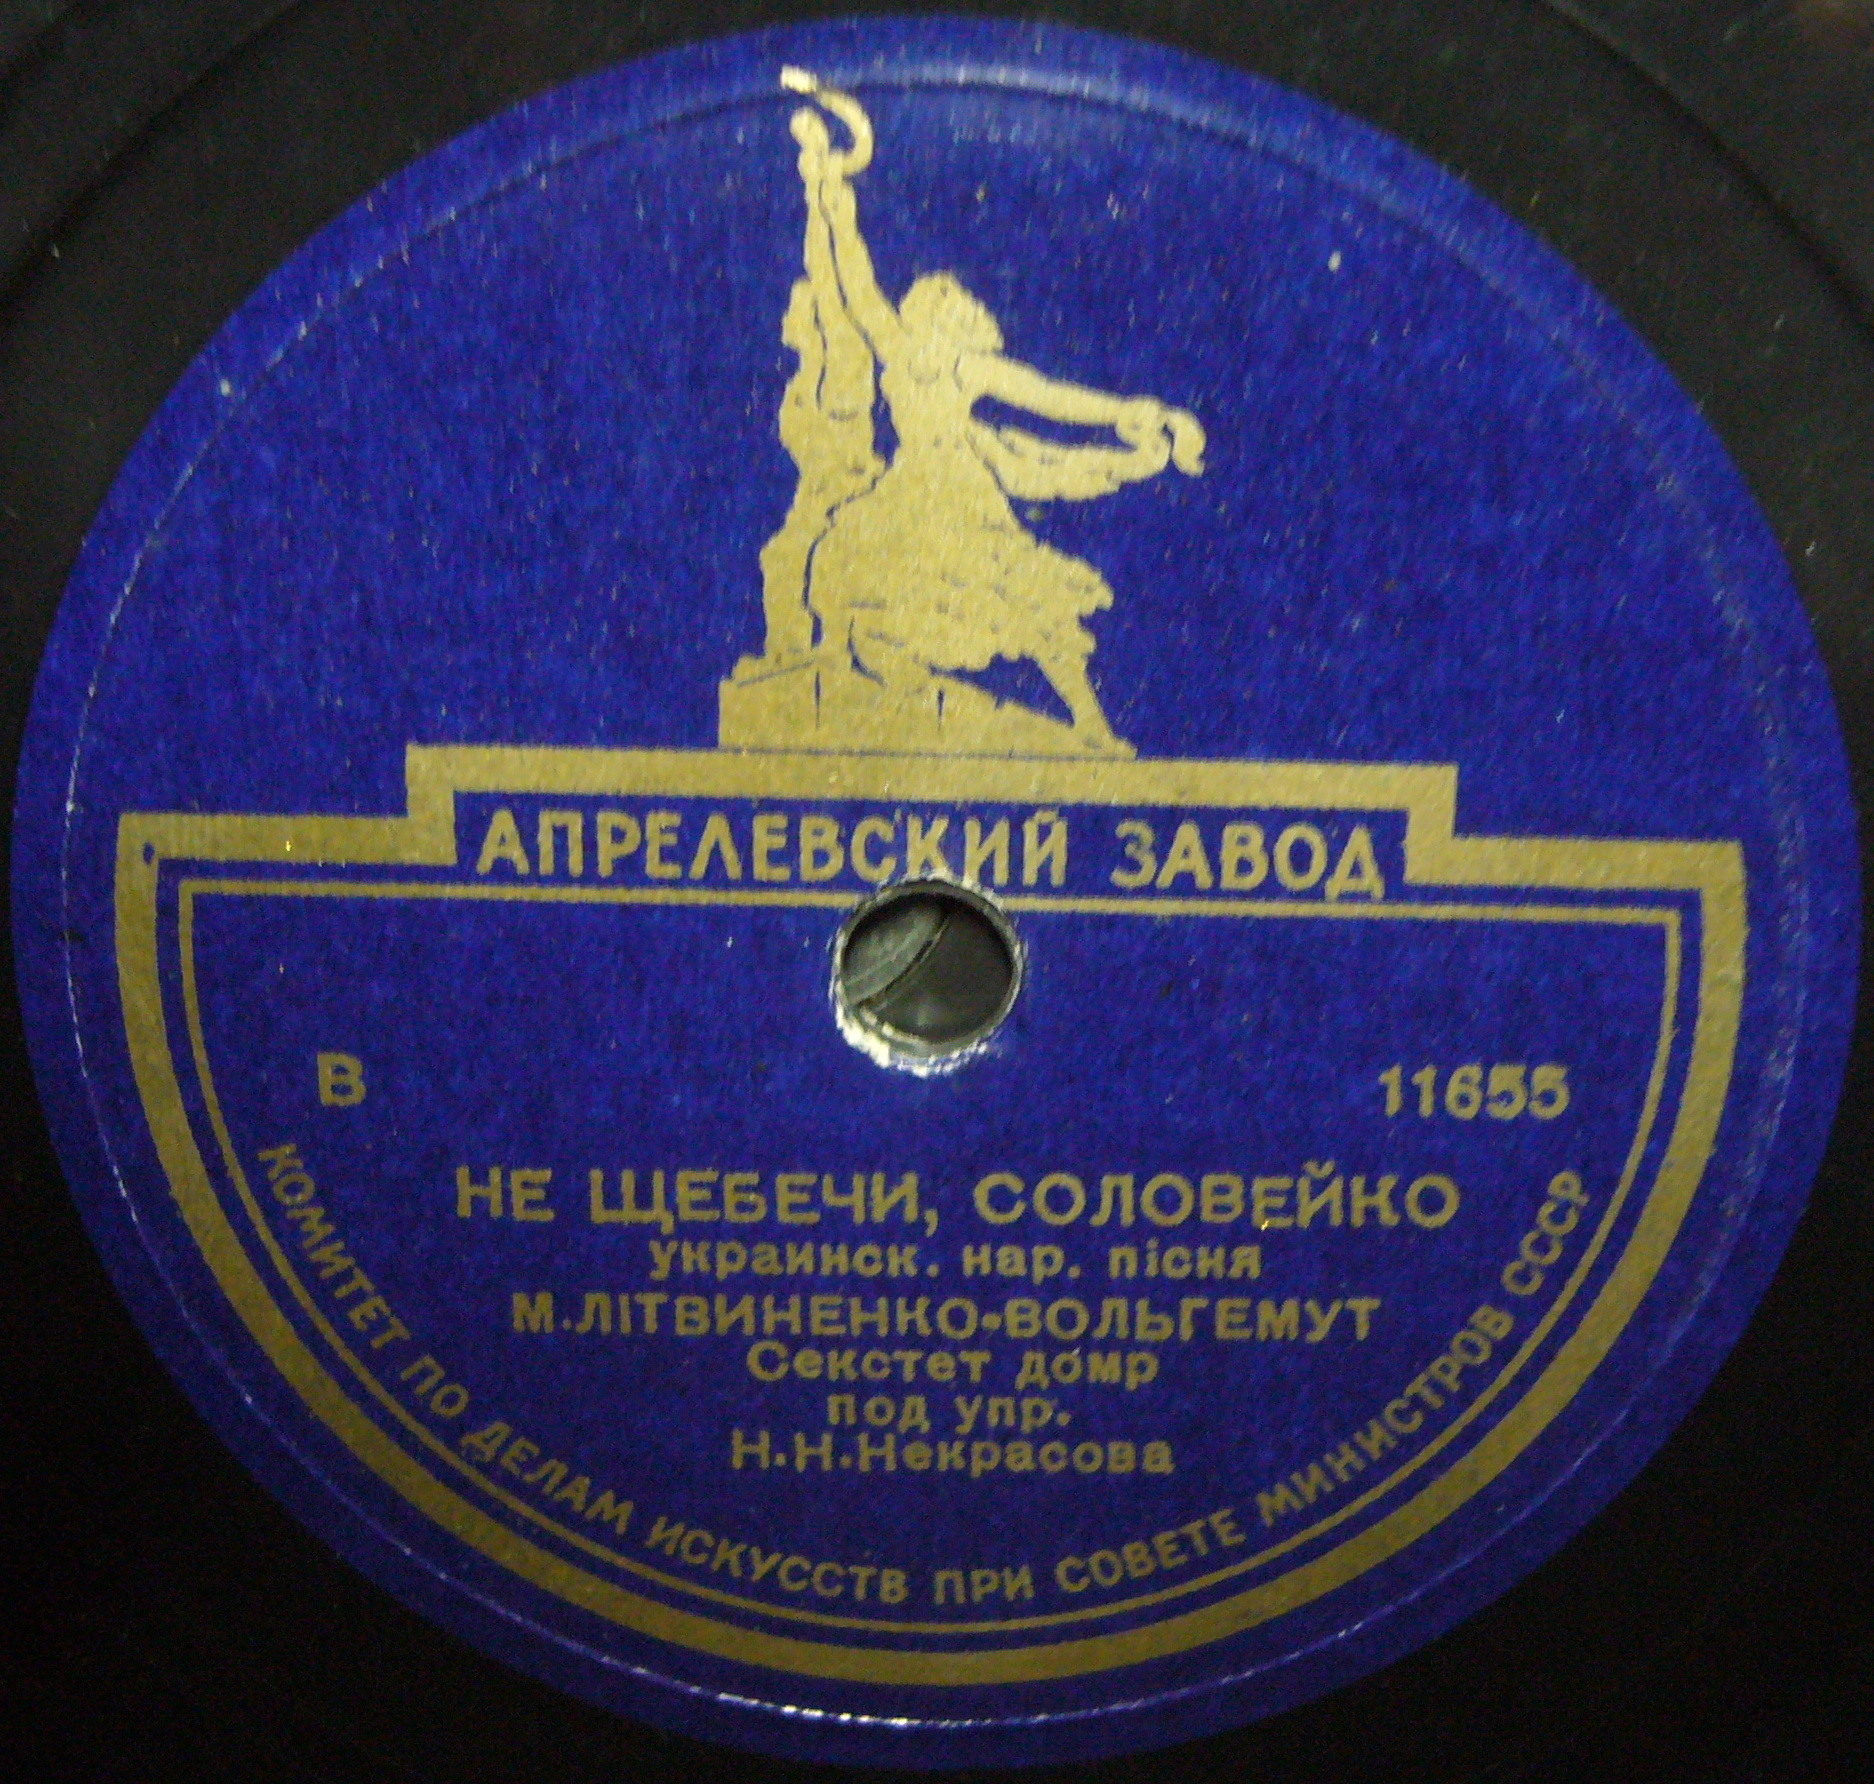 АПРЕЛЕВСКИЙ ЗАВОД
В 11655
НЕ ЩЕБЕЧИ, СОЛОВЕЙКО
украинск. нар. пісня
М.ЛІТВИНЕНКО-ВОЛЬГЕМУТ
Секстет домр
под упр.
Н.Н.Некрасова
КОМИТЕТ ПО ДЕЛАМ ИСКУССТВ ПРИ СОВЕТЕ МИНИСТРОВ СССР